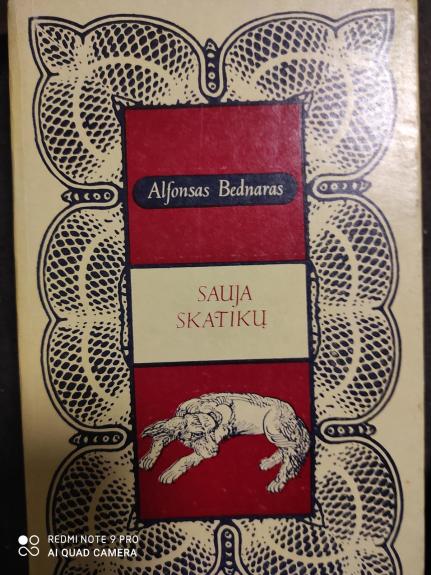 Alfonsas Bednaras
SAUJA
SKATIKŲ
REDMI NOTE 9 PRO
AI QUAD CAMERA